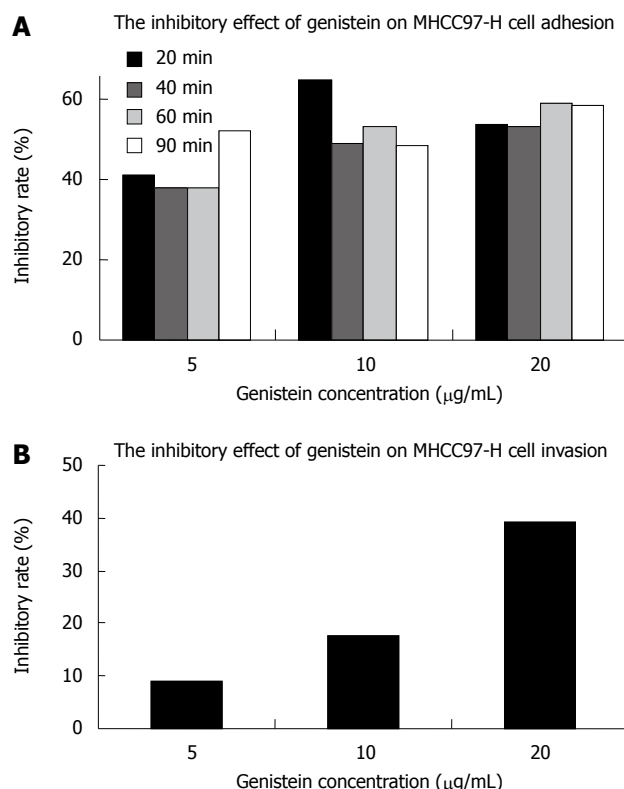 A
The inhibitory effect of genistein on MHCC97-H cell adhesion
20 min
40 min
60 min
90 min
Inhibitory rate (%)
60
40
20
0
5 10 20
Genistein concentration (μg/mL)
B
The inhibitory effect of genistein on MHCC97-H cell invasion
Inhibitory rate (%)
50
40
30
20
10
0
5 10 20
Genistein concentration (μg/mL)